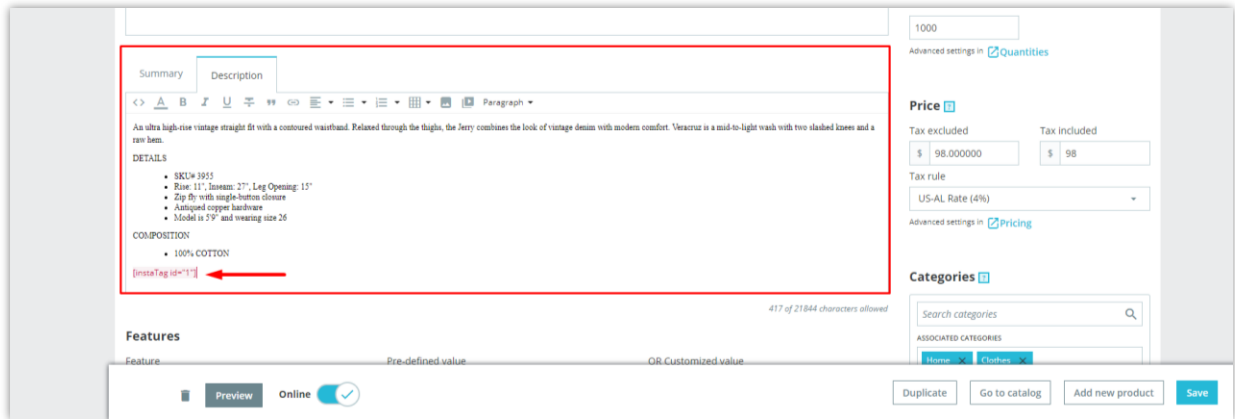 1000
Advanced settings in Quantities
Summary
Description
Paragraph
An ultra high-rise vintage straight fit with a contoured waistband. Relaxed through the thighs, the Jerry combines the look of vintage denim with modern comfort. Veracruz is a mid-to-light wash with two slashed knees and a
raw hem.
DETAILS
• SKU# 3955
• Rise: 11", Inseam: 27", Leg Opening: 15"
• Zip fly with single-button closure
• Antiqued copper hardware
• Model is 5'9" and wearing size 26
COMPOSITION
• 100% COTTON
[instaTag id="1"]
417 of 21844 characters allowed
Price
Tax excluded Tax included
$ 98.000000 $ 98
Tax rule
US-AL Rate (4%)
Advanced settings in Pricing
Categories
Search categories
ASSOCIATED CATEGORIES
Home × Clothes ×
Features
Feature Pre-defined value OR Customized value
Preview Online Duplicate Go to catalog Add new product Save